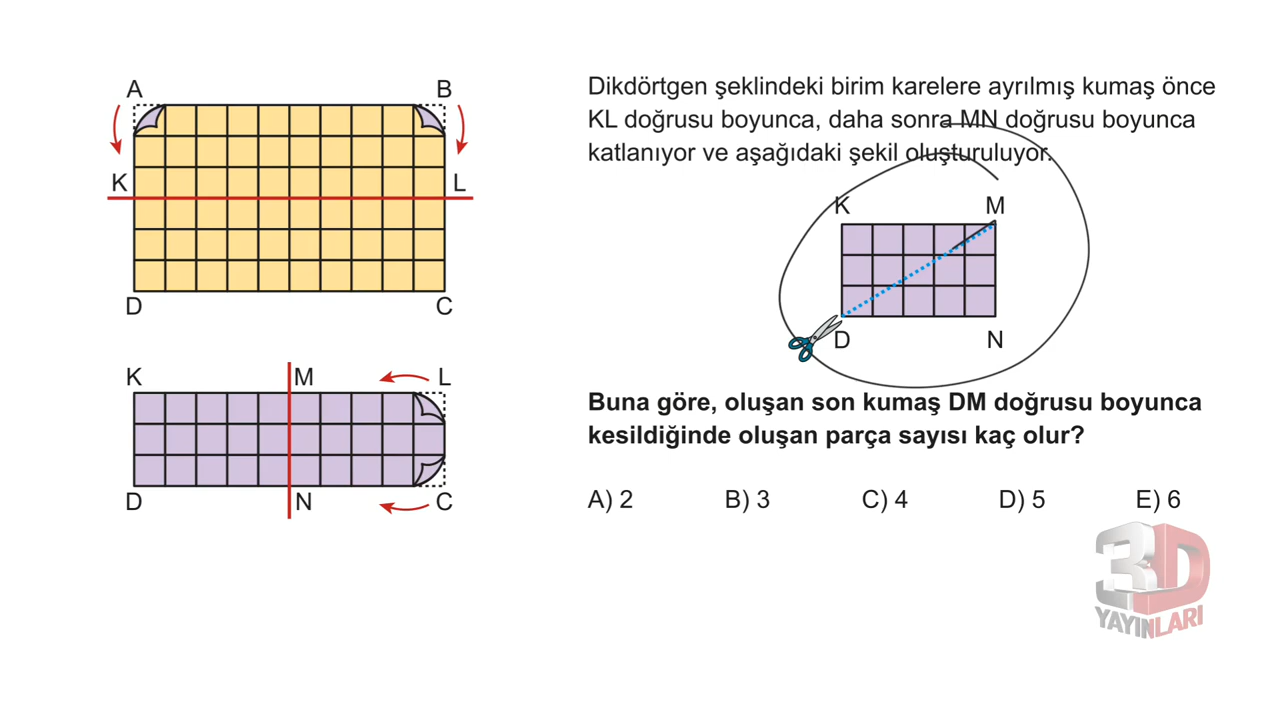 A
B
K
L
D
C
K
M
L
D
N
C
Dikdörtgen şeklindeki birim karelere ayrılmış kumaş önce
KL doğrusu boyunca, daha sonra MN doğrusu boyunca
katlanıyor ve aşağıdaki şekil oluşturuluyor.
K
M
D
N
Buna göre, oluşan son kumaş DM doğrusu boyunca
kesildiğinde oluşan parça sayısı kaç olur?
A) 2 B) 3 C) 4 D) 5 E) 6
3D
YAYINLARI